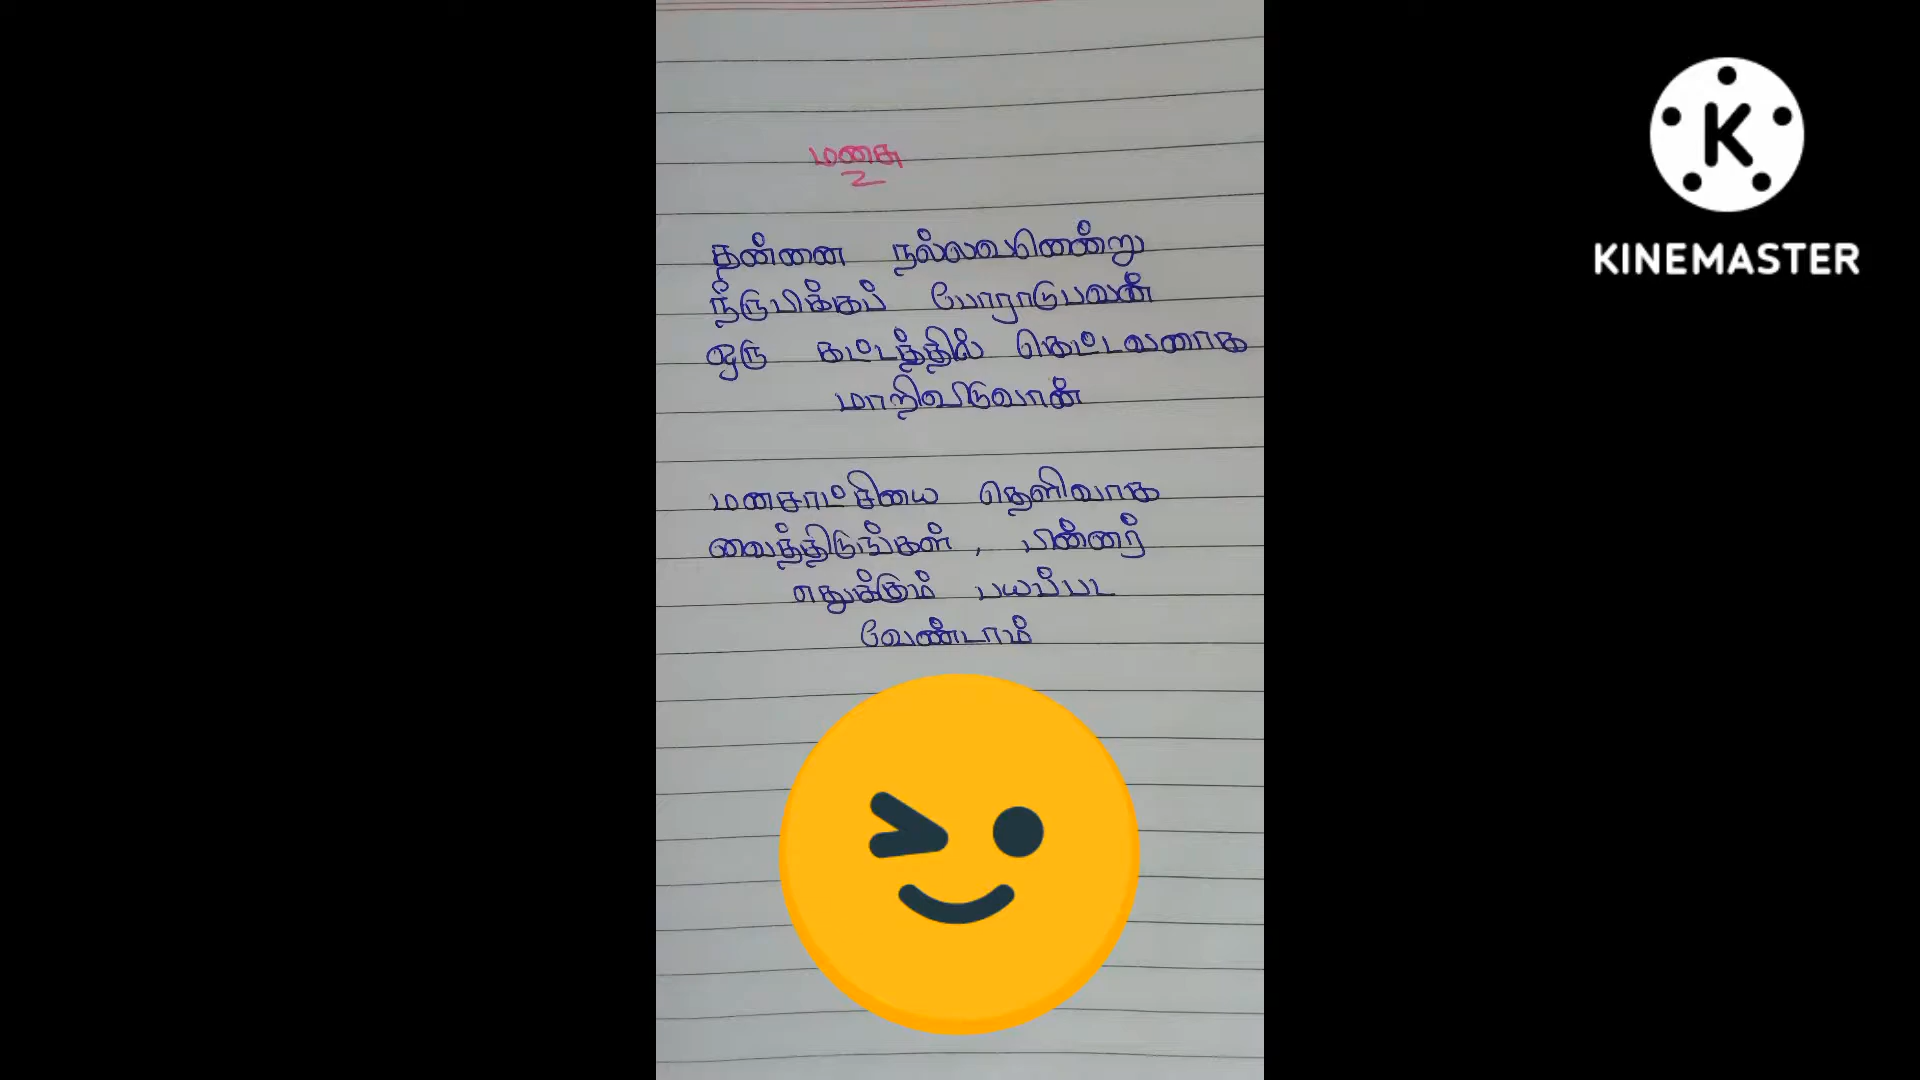 மனசு
தன்னை நல்லவனென்று
நிரூபிக்கப் போராடுபவன்
ஒரு கட்டத்தில் கெட்டவனாக
மாறிவிடுவான்
மனசாட்சியை தெளிவாக
வைத்திடுங்கள், பின்னர்
எதுக்கும் பயப்பட
வேண்டாம்
KINEMASTER